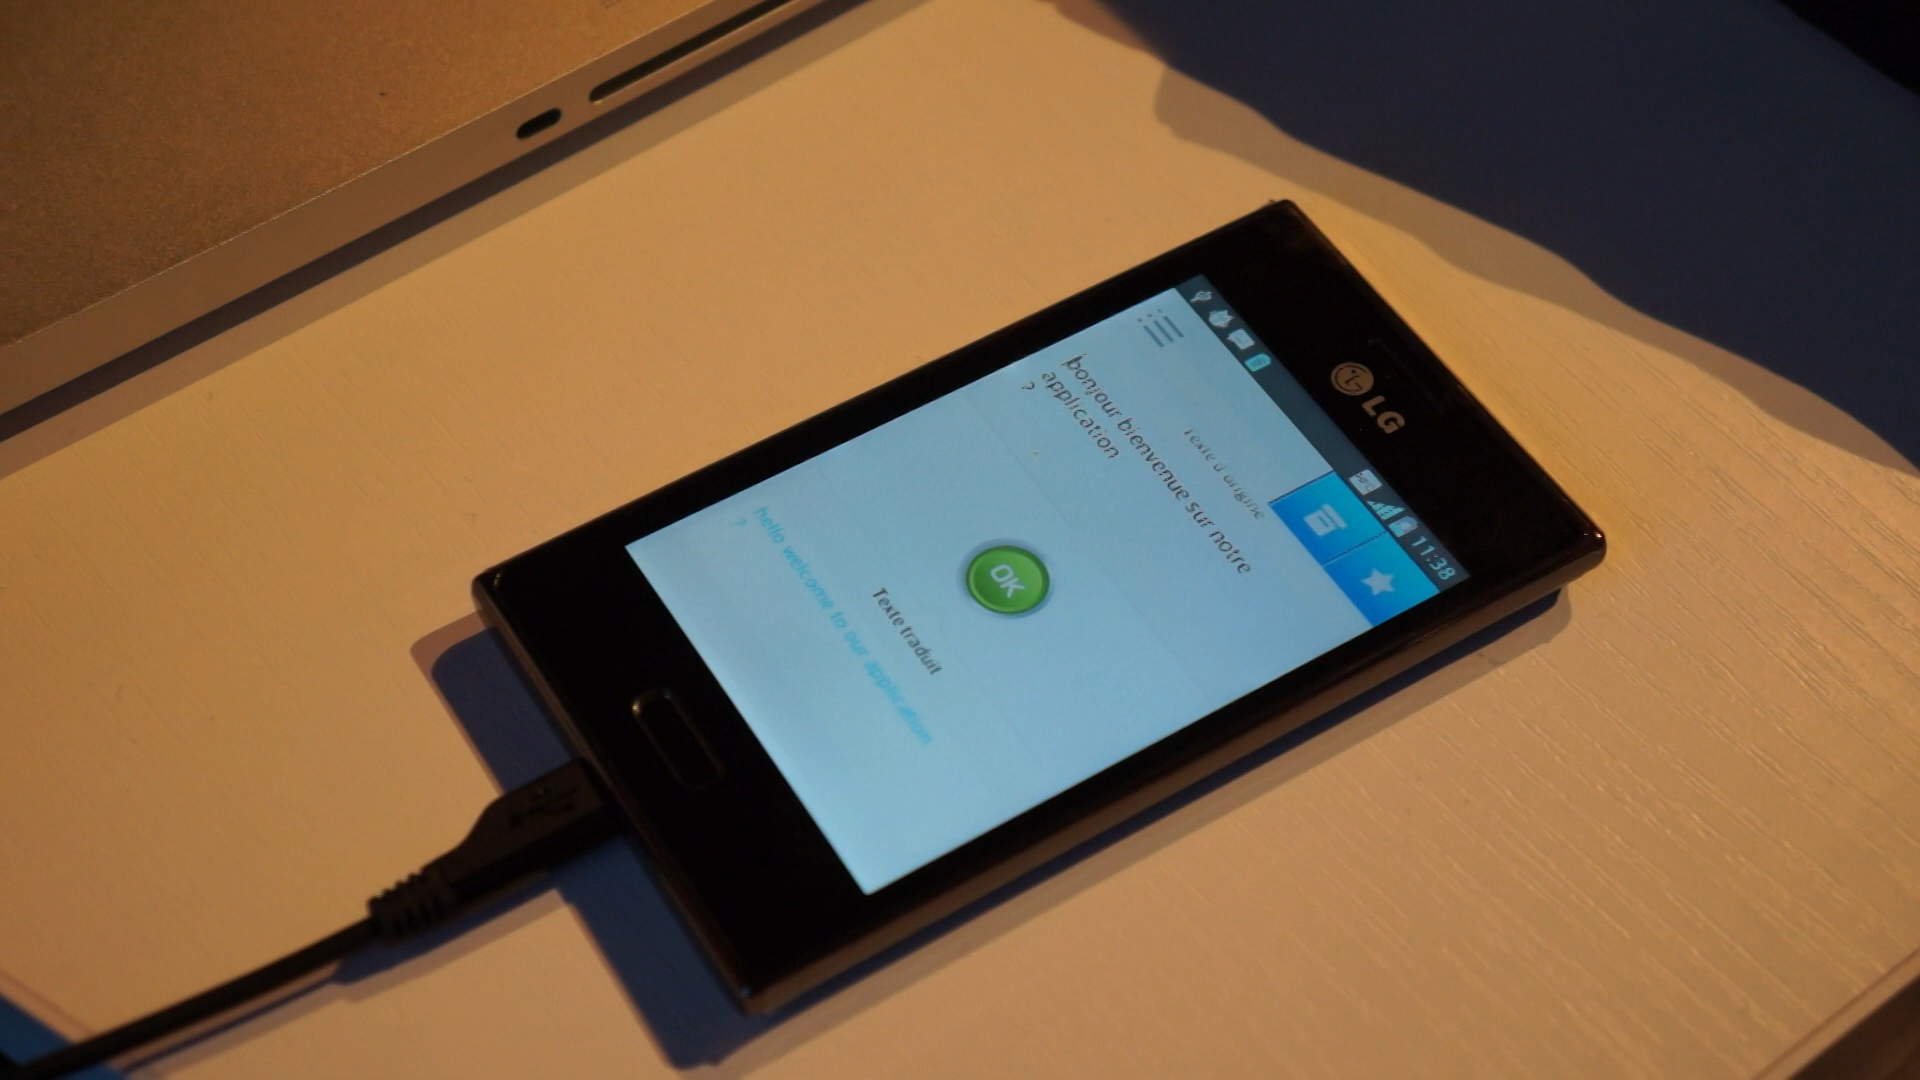 LG
11:38
Texte d'origine
bonjour bienvenue sur notre
application
?
OK
Texte traduit
hello welcome to our application
?